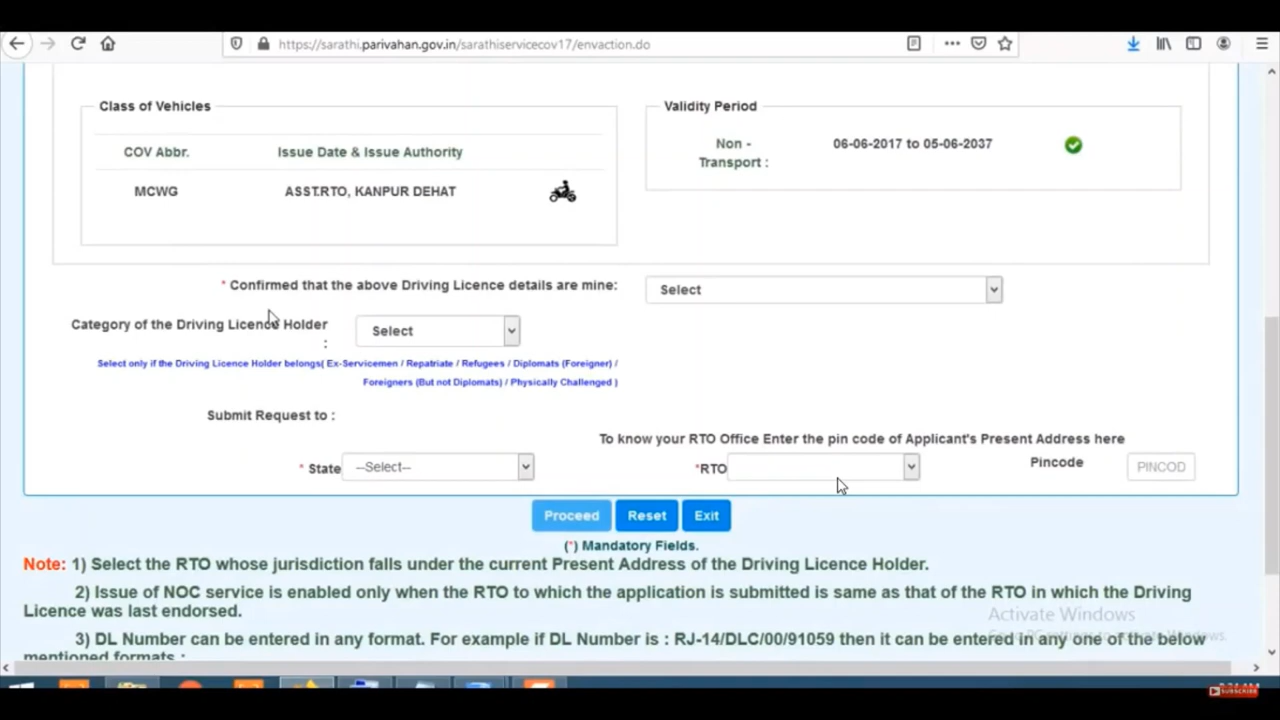 https://sarathi.parivahan.gov.in/sarathiservicecov17/envaction.do
Class of Vehicles
Validity Period
COV Abbr. Issue Date & Issue Authority
Non - Transport : 06-06-2017 to 05-06-2037
MCWG ASST.RTO, KANPUR DEHAT
* Confirmed that the above Driving Licence details are mine: Select
Category of the Driving Licence Holder : Select
Select only if the Driving Licence Holder belongs( Ex-Servicemen / Repatriate / Refugees / Diplomats (Foreigner) /
Foreigners (But not Diplomats) / Physically Challenged )
Submit Request to :
To know your RTO Office Enter the pin code of Applicant's Present Address here
* State --Select-- *RTO Pincode PINCOD
Proceed Reset Exit
(*) Mandatory Fields.
Note: 1) Select the RTO whose jurisdiction falls under the current Present Address of the Driving Licence Holder.
2) Issue of NOC service is enabled only when the RTO to which the application is submitted is same as that of the RTO in which the Driving
Licence was last endorsed.
Activate Windows
3) DL Number can be entered in any format. For example if DL Number is : RJ-14/DLC/00/91059 then it can be entered in any one of the below
mentioned formats :
SUBSCRIBE